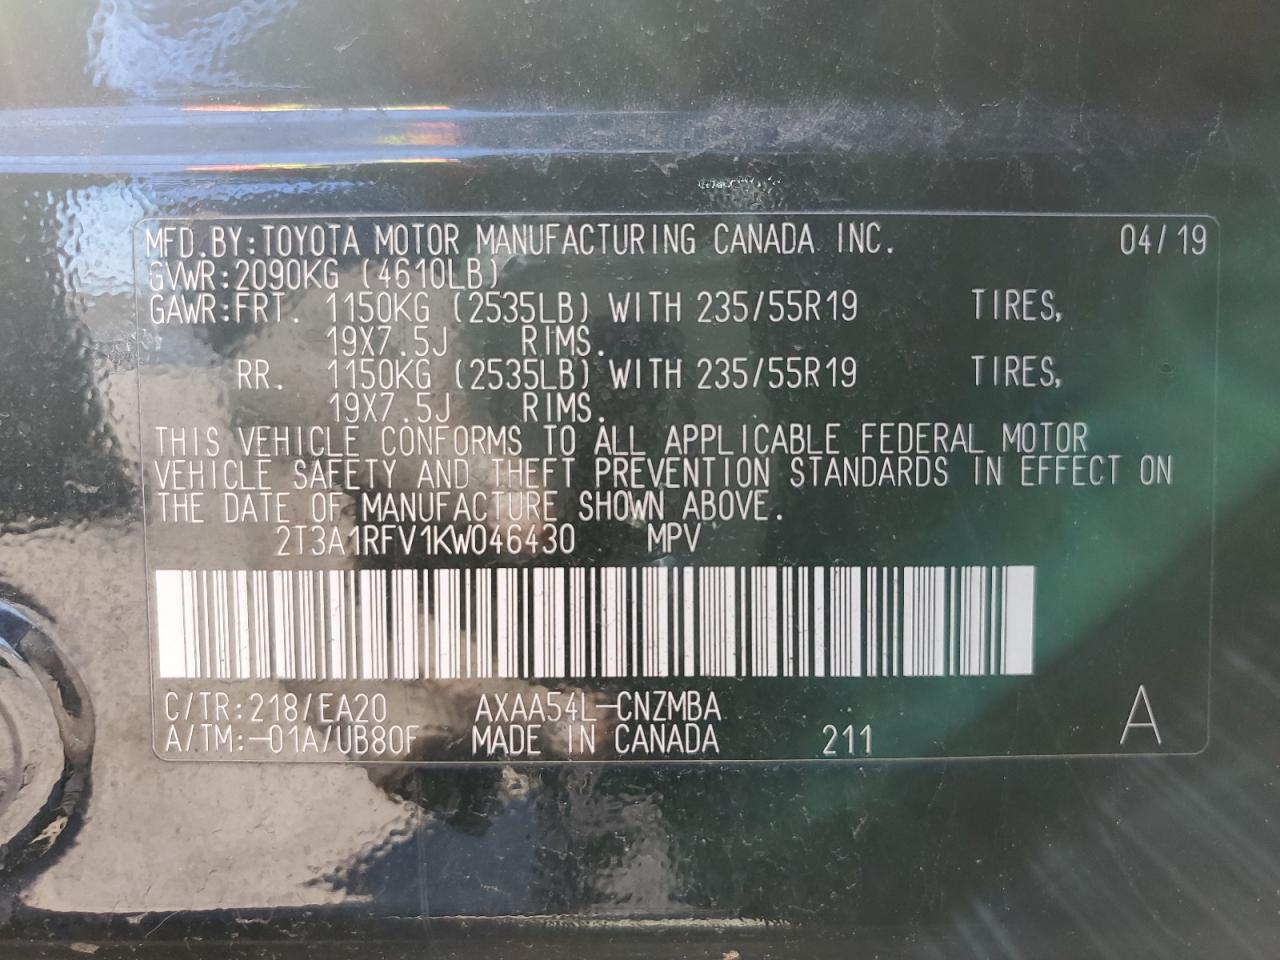 MFD.BY:TOYOTA MOTOR MANUFACTURING CANADA INC. 04/19
GVWR:2090KG (4610LB)
GAWR:FRT. 1150KG (2535LB) WITH 235/55R19 TIRES,
19X7.5J RIMS.
RR. 1150KG (2535LB) WITH 235/55R19 TIRES,
19X7.5J RIMS.
THIS VEHICLE CONFORMS TO ALL APPLICABLE FEDERAL MOTOR
VEHICLE SAFETY AND THEFT PREVENTION STANDARDS IN EFFECT ON
THE DATE OF MANUFACTURE SHOWN ABOVE.
2T3A1RFV1KW046430 MPV
C/TR:218/EA20 AXAA54L-CNZMBA
A/TM:-01A/UB80F MADE IN CANADA 211 A